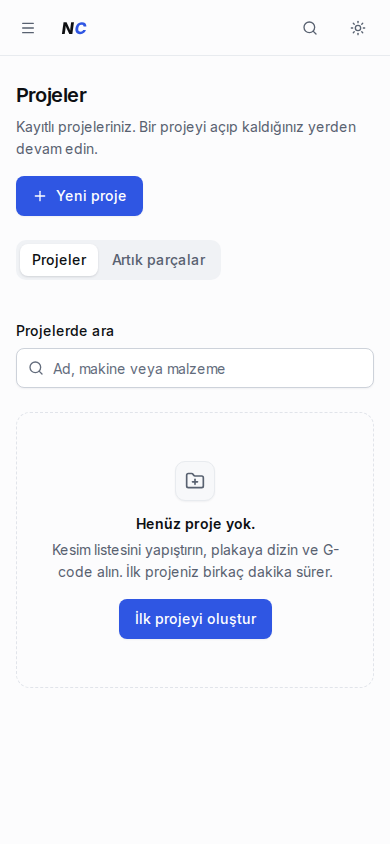 NC
Projeler
Kayıtlı projeleriniz. Bir projeyi açıp kaldığınız yerden
devam edin.
Yeni proje
Projeler
Artık parçalar
Projelerde ara
Ad, makine veya malzeme
Henüz proje yok.
Kesim listesini yapıştırın, plakaya dizin ve G-
code alın. İlk projeniz birkaç dakika sürer.
İlk projeyi oluştur